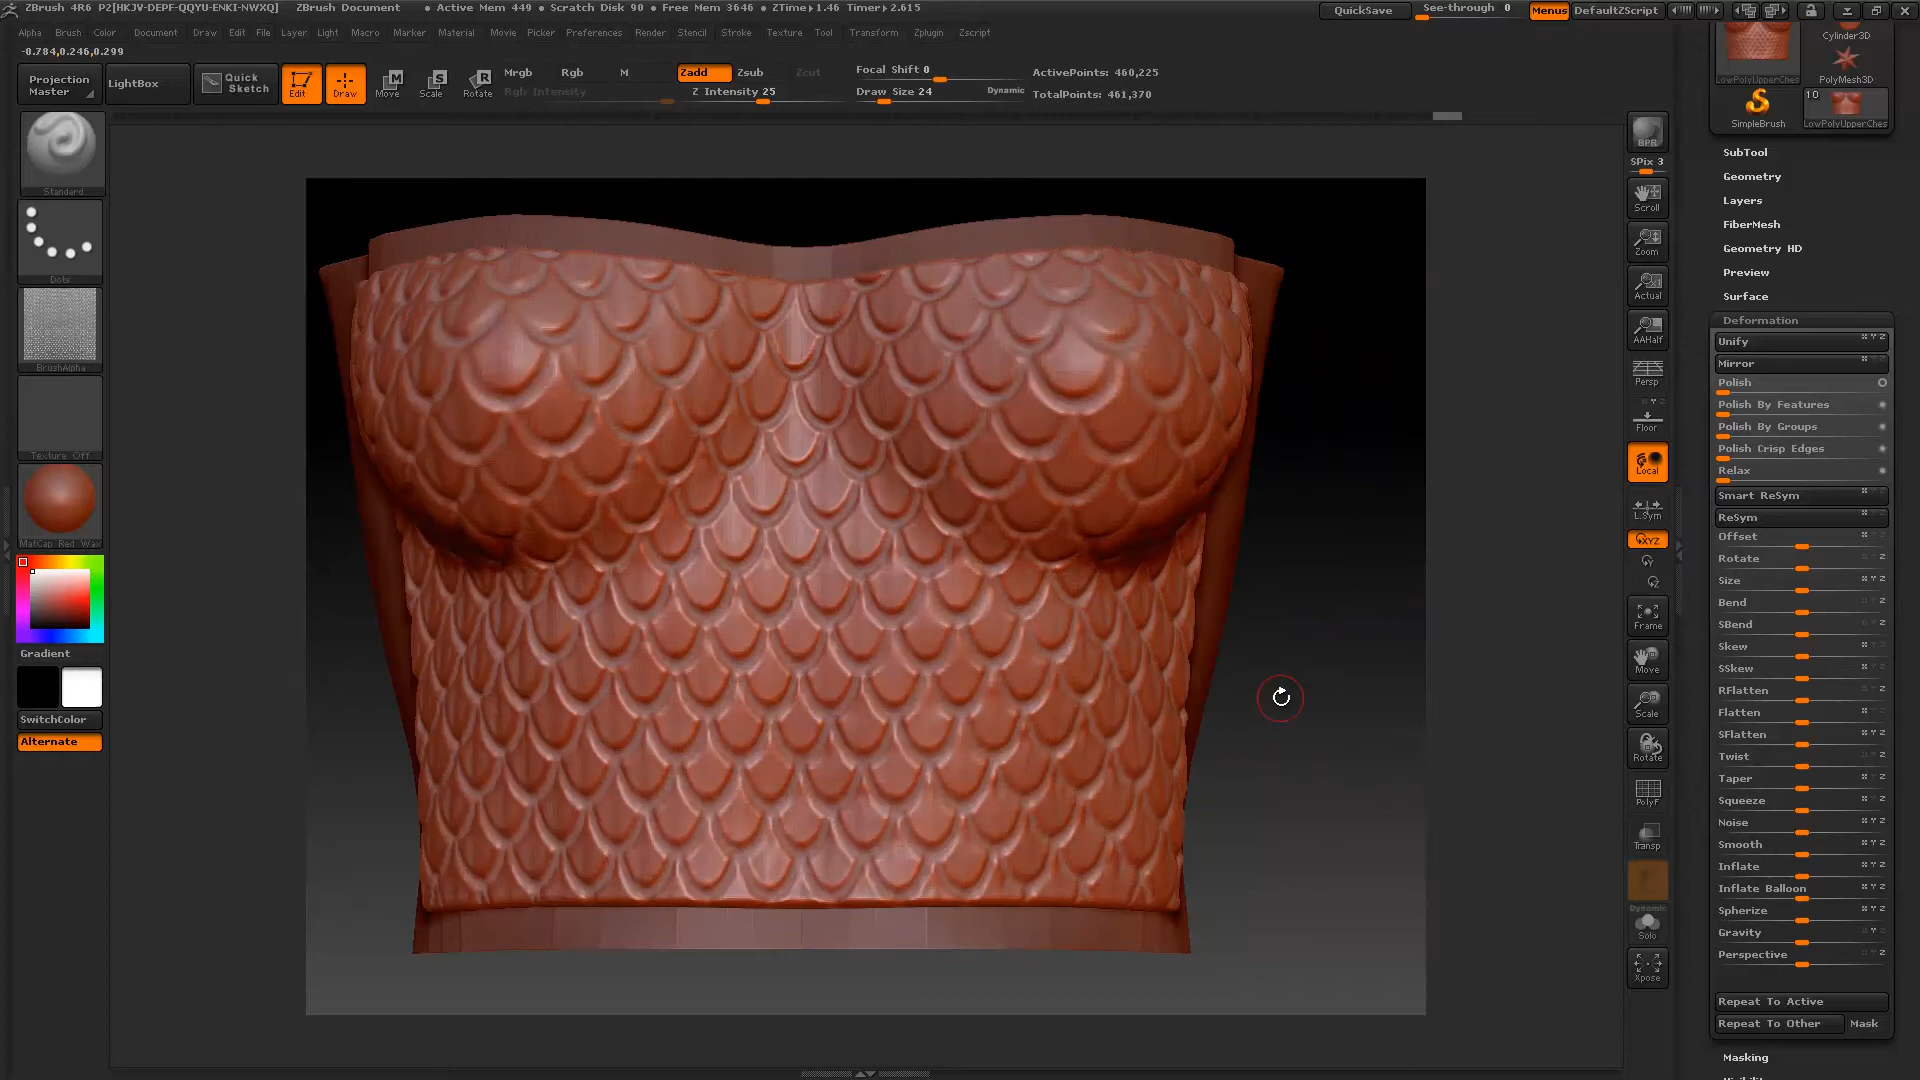 ZBrush 4R6 P2[HKJV-DEPF-QQYU-ENKI-NWXQ] ZBrush Document • Active Mem 449 • Scratch Disk 90 • Free Mem 3646 • ZTime▸1.46 Timer▸2.615
QuickSave See-through 0 Menus DefaultZScript
Alpha Brush Color Document Draw Edit File Layer Light Macro Marker Material Movie Picker Preferences Render Stencil Stroke Texture Tool Transform Zplugin Zscript
-0.784,0.246,0.299
Projection Master
LightBox
Quick Sketch
Edit
Draw
Move
Scale
Rotate
Mrgb Rgb M
Rgb Intensity
Zadd Zsub Zcut
Z Intensity 25
Focal Shift 0
Draw Size 24 Dynamic
ActivePoints: 460,225
TotalPoints: 461,370
Standard
Dots
BrushAlpha
Texture Off
MatCap Red Wax
Gradient
SwitchColor
Alternate
BPR
SPix 3
Scroll
Zoom
Actual
AAHalf
Persp
Floor
Local
L.Sym
XYZ
Frame
Move
Scale
Rotate
PolyF
Transp
Dynamic
Solo
Xpose
Cylinder3D
LowPolyUpperChes
PolyMesh3D
SimpleBrush
10
LowPolyUpperChes
SubTool
Geometry
Layers
FiberMesh
Geometry HD
Preview
Surface
Deformation
Unify
Mirror
Polish
Polish By Features
Polish By Groups
Polish Crisp Edges
Relax
Smart ReSym
ReSym
Offset
Rotate
Size
Bend
SBend
Skew
SSkew
RFlatten
Flatten
SFlatten
Twist
Taper
Squeeze
Noise
Smooth
Inflate
Inflate Balloon
Spherize
Gravity
Perspective
Repeat To Active
Repeat To Other Mask
Masking